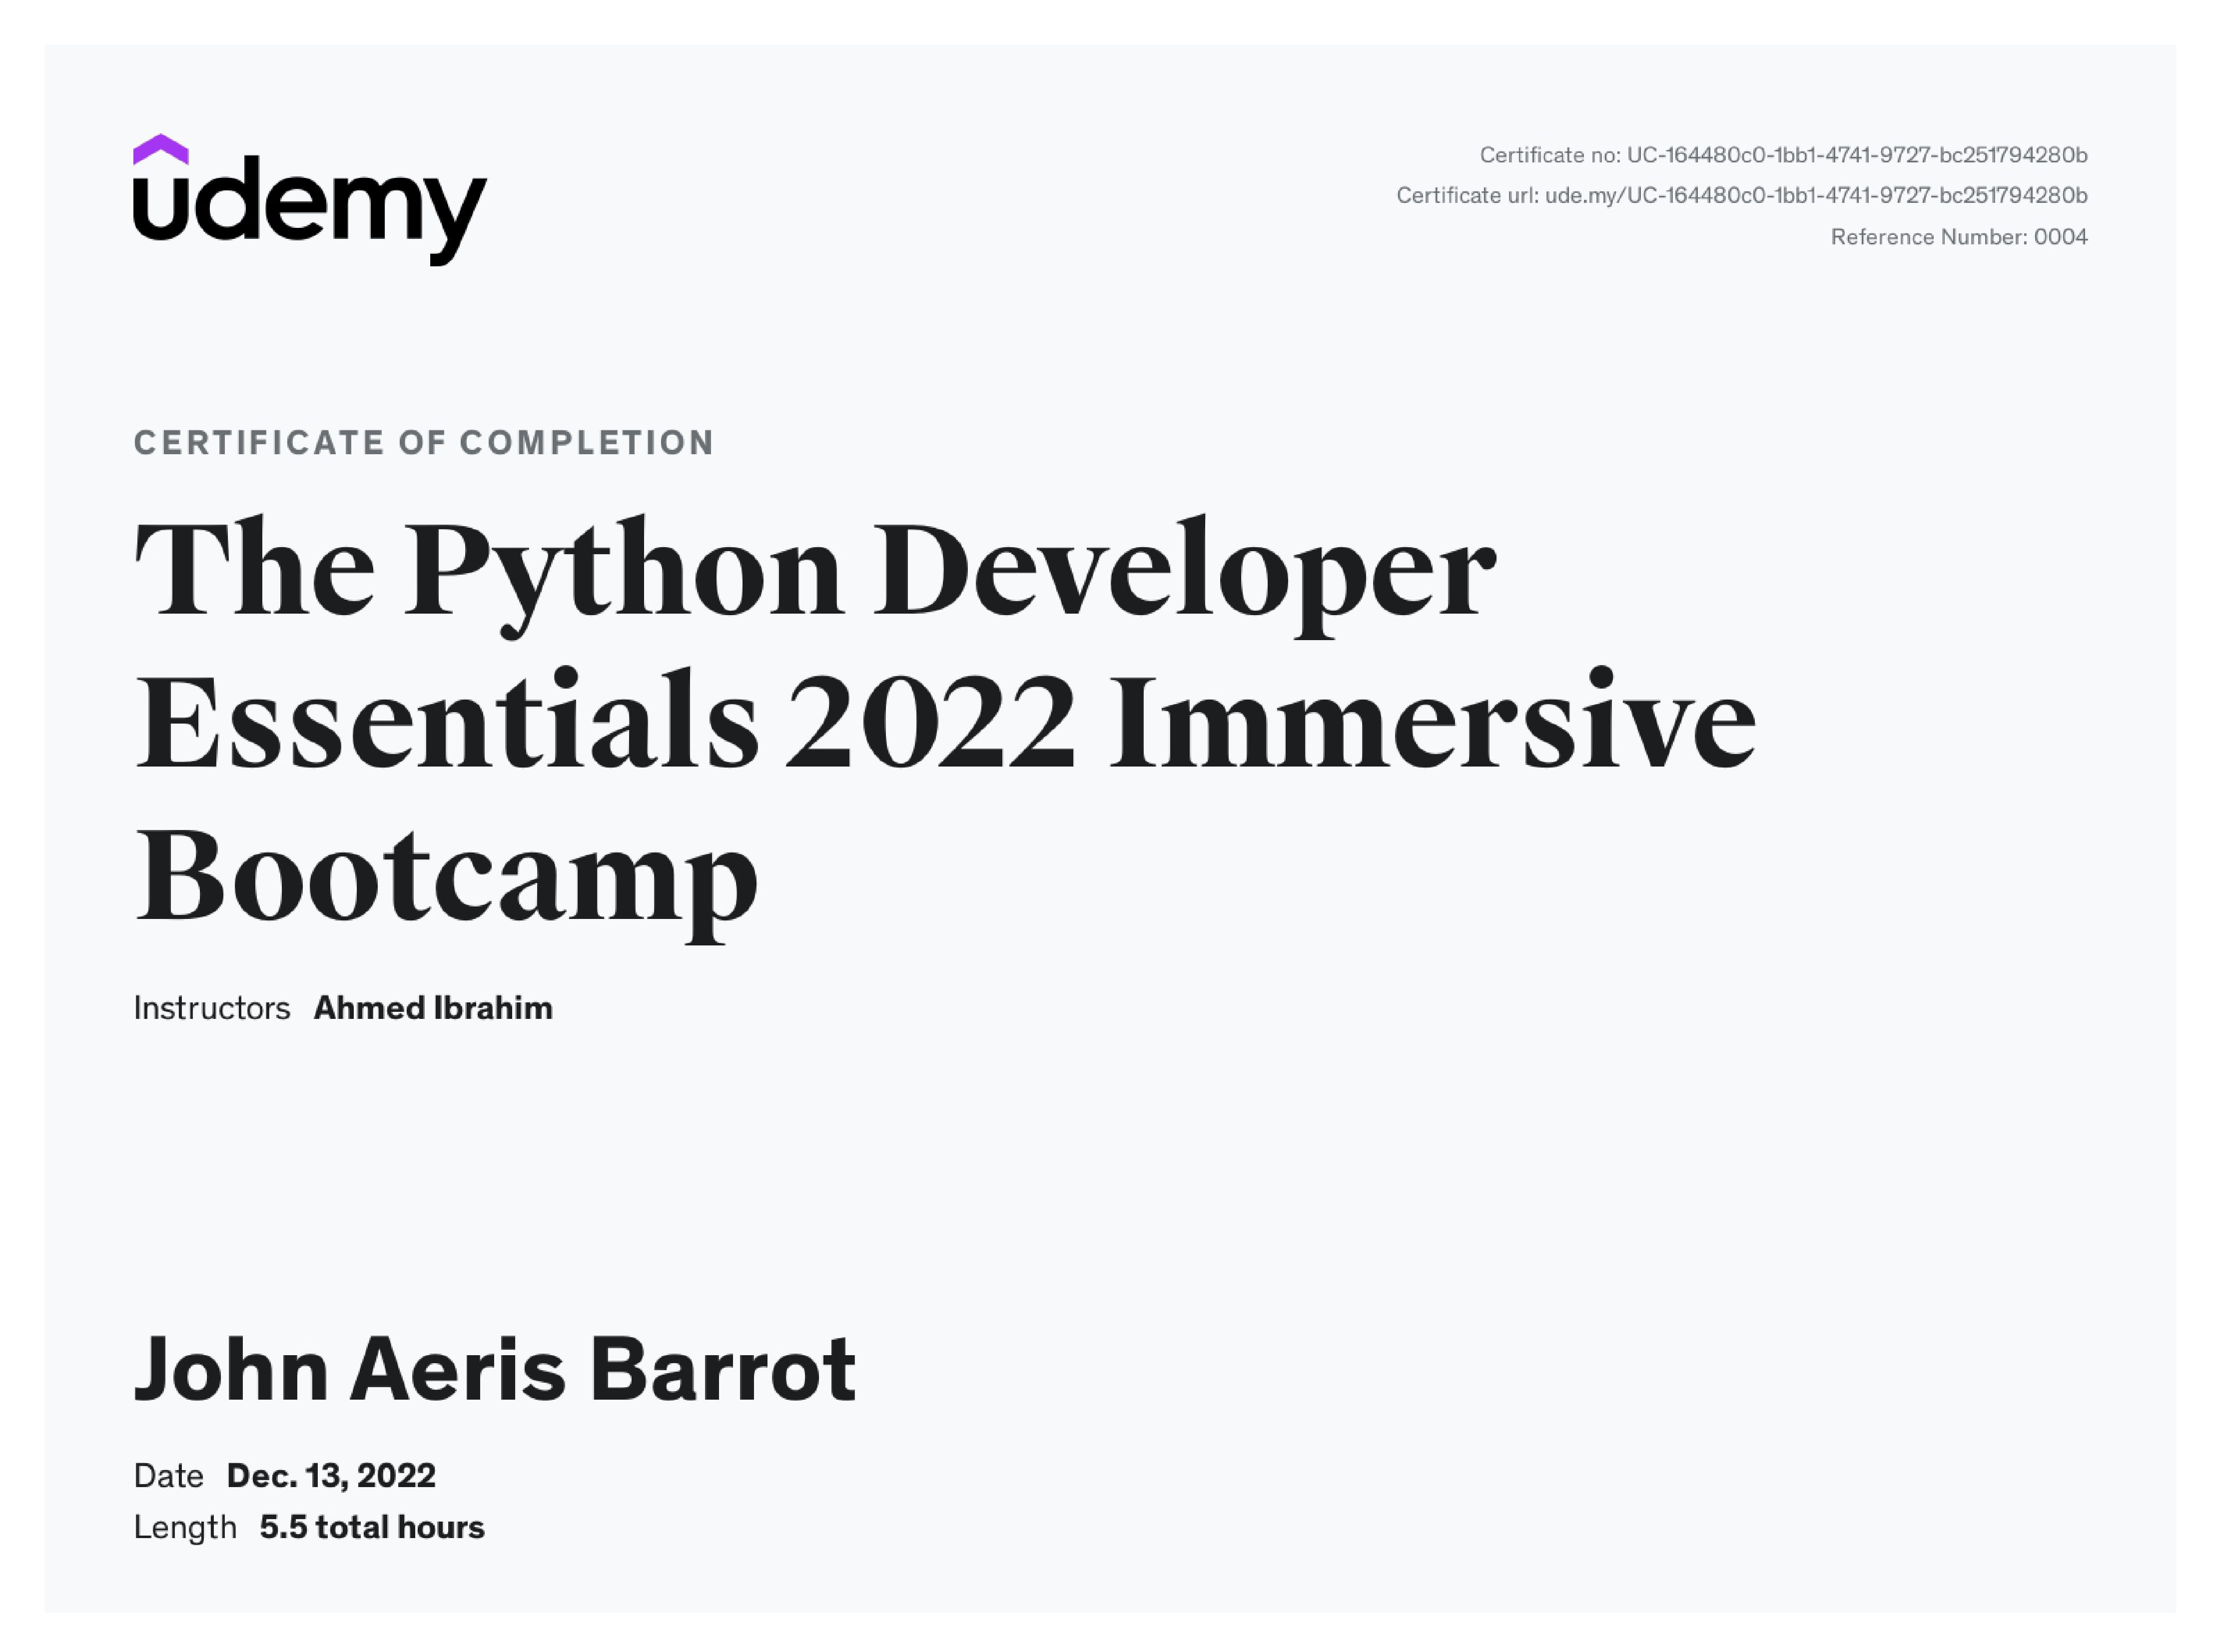 udemy
Certificate no: UC-164480c0-1bb1-4741-9727-bc251794280b
Certificate url: ude.my/UC-164480c0-1bb1-4741-9727-bc251794280b
Reference Number: 0004
CERTIFICATE OF COMPLETION
The Python Developer
Essentials 2022 Immersive
Bootcamp
Instructors Ahmed Ibrahim
John Aeris Barrot
Date Dec. 13, 2022
Length 5.5 total hours